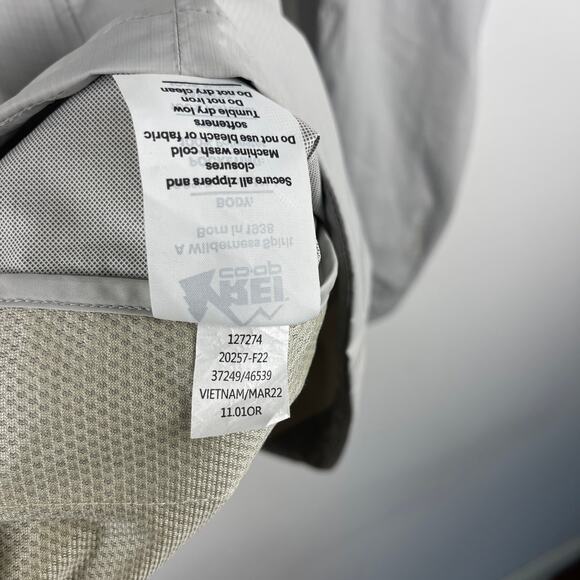 Secure all zippers and
closures
Machine wash cold
Do not use bleach or fabric
softeners
Tumble dry low
Do not iron
Do not dry clean
REI
co·op
A Wilderness Spirit
Born in 1938
BODY:
127274
20257-F22
37249/46539
VIETNAM/MAR22
11.01OR